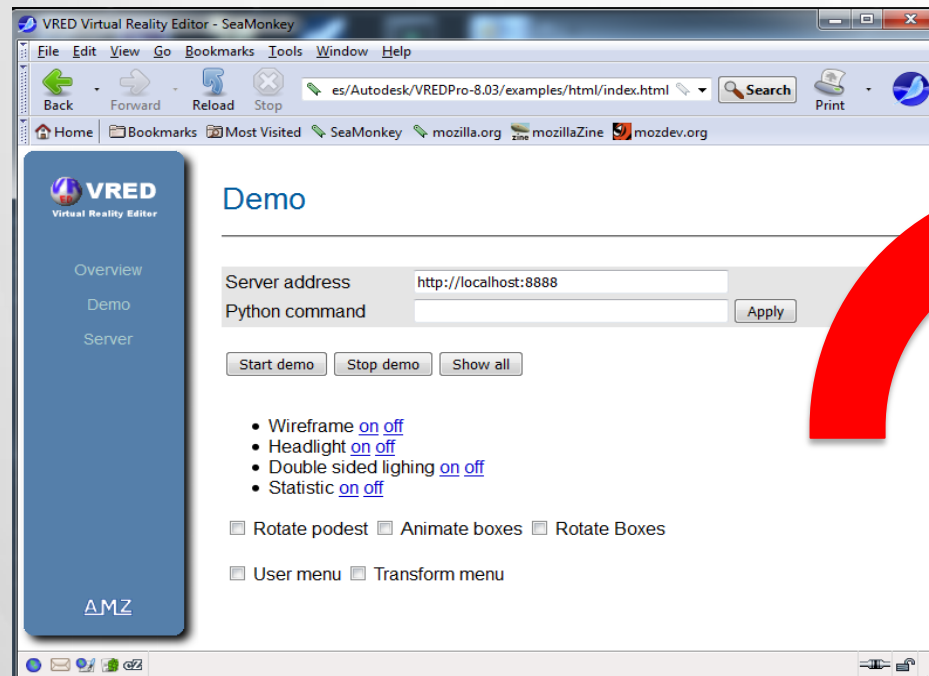 VRED Virtual Reality Editor - SeaMonkey
File Edit View Go Bookmarks Tools Window Help
Back Forward Reload Stop es/Autodesk/VREDPro-8.03/examples/html/index.html Search Print
Home Bookmarks Most Visited SeaMonkey mozilla.org zine mozillaZine mozdev.org
VRED
Virtual Reality Editor
Overview
Demo
Server
AMZ
Demo
Server address http://localhost:8888
Python command Apply
Start demo Stop demo Show all
• Wireframe on off
• Headlight on off
• Double sided lighing on off
• Statistic on off
Rotate podest Animate boxes Rotate Boxes
User menu Transform menu
cZ